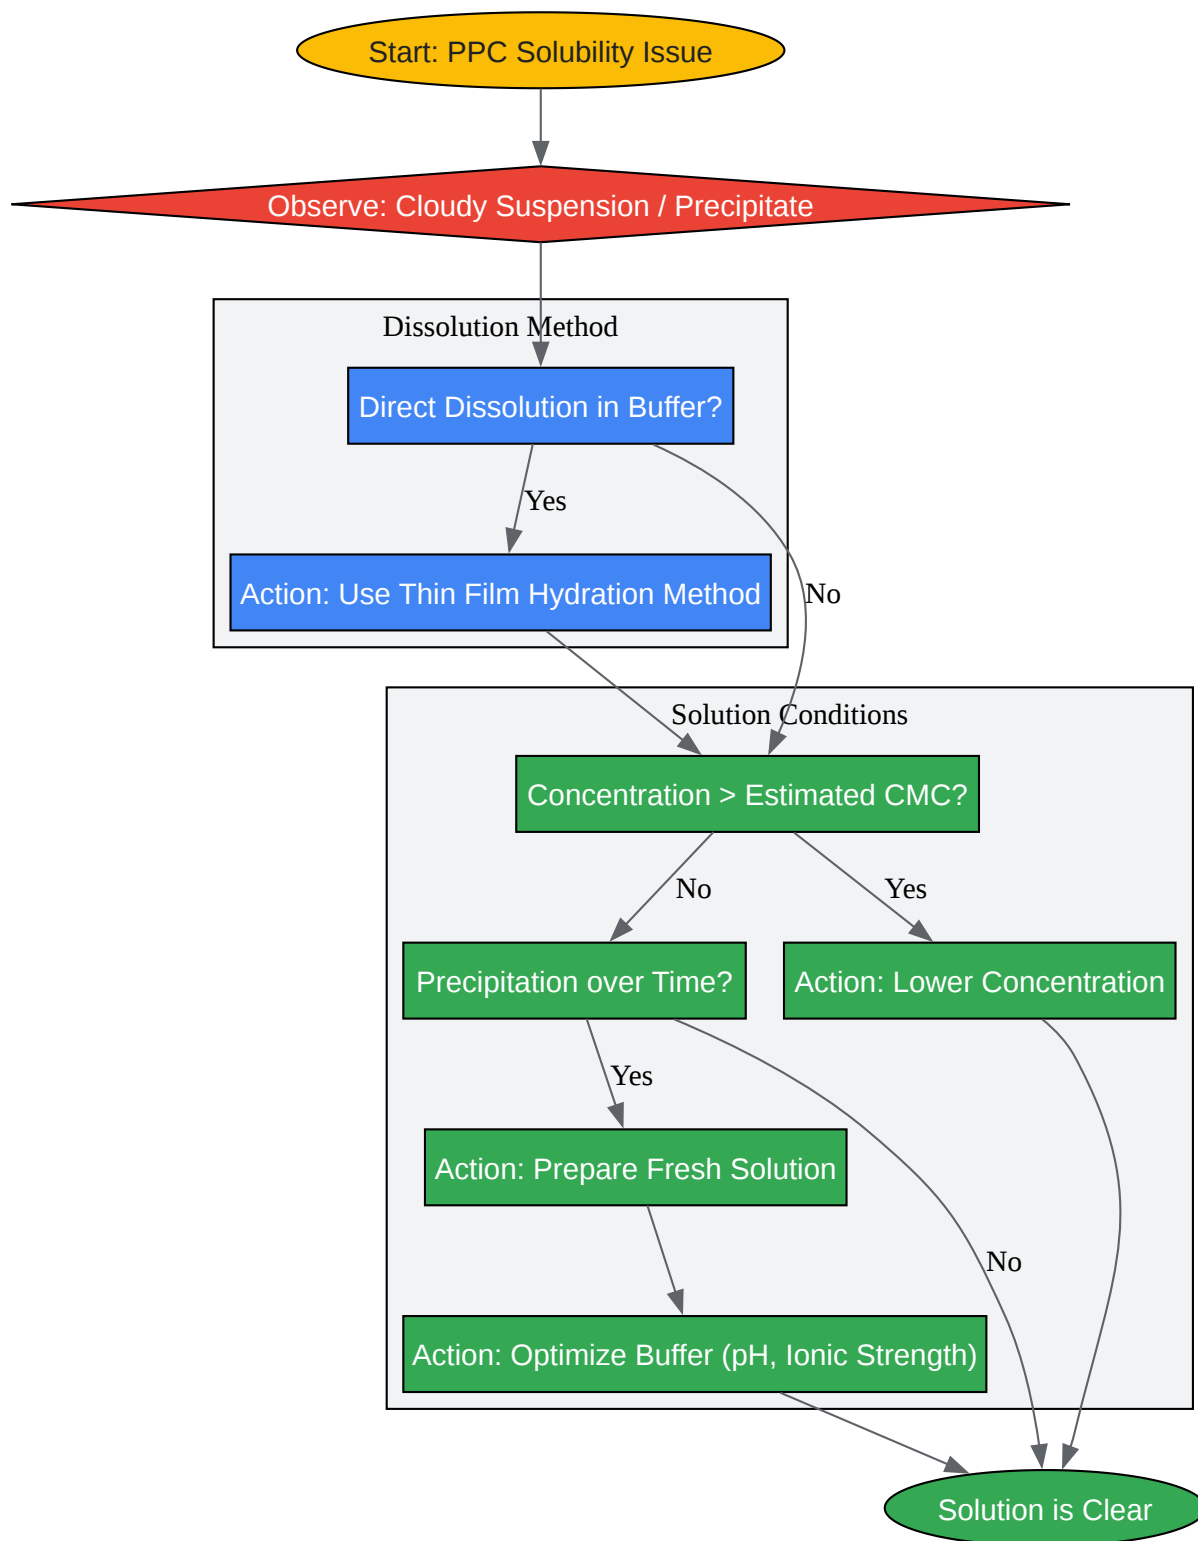 Start: PPC Solubility Issue
Observe: Cloudy Suspension / Precipitate
Dissolution Method
Direct Dissolution in Buffer?
Yes
Action: Use Thin Film Hydration Method
No
Solution Conditions
Concentration > Estimated CMC?
No
Yes
Precipitation over Time?
Action: Lower Concentration
Yes
Action: Prepare Fresh Solution
No
Action: Optimize Buffer (pH, Ionic Strength)
Solution is Clear